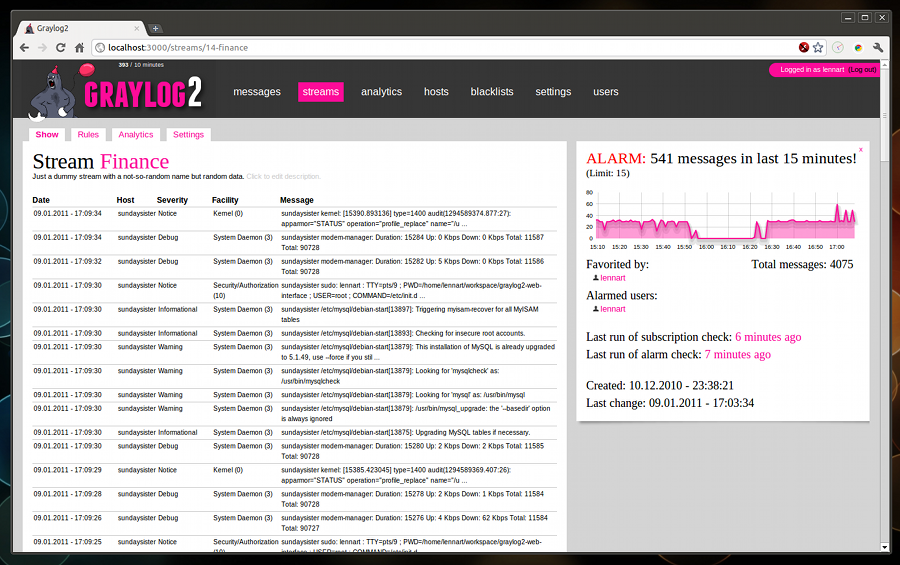 Graylog2
localhost:3000/streams/14-finance
393 / 10 minutes
GRAYLOG2
messages streams analytics hosts blacklists settings users
Logged in as lennart (Log out)
Show Rules Analytics Settings
Stream Finance
Just a dummy stream with a not-so-random name but random data. Click to edit description.
Date Host Severity Facility Message
09.01.2011 - 17:09:34 sundaysister Notice Kernel (0) sundaysister kernel: [15390.893136] type=1400 audit(1294589374.877:27):
apparmor="STATUS" operation="profile_replace" name="/u ...
09.01.2011 - 17:09:34 sundaysister Debug System Daemon (3) sundaysister modem-manager: Duration: 15284 Up: 0 Kbps Down: 0 Kbps Total: 11587
Total: 90728
09.01.2011 - 17:09:32 sundaysister Debug System Daemon (3) sundaysister modem-manager: Duration: 15282 Up: 5 Kbps Down: 0 Kbps Total: 11586
Total: 90728
09.01.2011 - 17:09:30 sundaysister Notice Security/Authorization sundaysister sudo: lennart : TTY=pts/9 ; PWD=/home/lennart/workspace/graylog2-web-
(10) interface ; USER=root ; COMMAND=/etc/init.d ...
09.01.2011 - 17:09:30 sundaysister Informational System Daemon (3) sundaysister /etc/mysql/debian-start[13897]: Triggering myisam-recover for all MyISAM
tables
09.01.2011 - 17:09:30 sundaysister Informational System Daemon (3) sundaysister /etc/mysql/debian-start[13893]: Checking for insecure root accounts.
09.01.2011 - 17:09:30 sundaysister Warning System Daemon (3) sundaysister /etc/mysql/debian-start[13879]: This installation of MySQL is already upgraded
to 5.1.49, use --force if you stil ...
09.01.2011 - 17:09:30 sundaysister Warning System Daemon (3) sundaysister /etc/mysql/debian-start[13879]: Looking for 'mysqlcheck' as:
/usr/bin/mysqlcheck
09.01.2011 - 17:09:30 sundaysister Warning System Daemon (3) sundaysister /etc/mysql/debian-start[13879]: Looking for 'mysql' as: /usr/bin/mysql
09.01.2011 - 17:09:30 sundaysister Warning System Daemon (3) sundaysister /etc/mysql/debian-start[13879]: /usr/bin/mysql_upgrade: the '--basedir' option
is always ignored
09.01.2011 - 17:09:30 sundaysister Informational System Daemon (3) sundaysister /etc/mysql/debian-start[13875]: Upgrading MySQL tables if necessary.
09.01.2011 - 17:09:30 sundaysister Debug System Daemon (3) sundaysister modem-manager: Duration: 15280 Up: 2 Kbps Down: 2 Kbps Total: 11585
Total: 90728
09.01.2011 - 17:09:29 sundaysister Notice Kernel (0) sundaysister kernel: [15385.423045] type=1400 audit(1294589369.407:26):
apparmor="STATUS" operation="profile_replace" name="/u ...
09.01.2011 - 17:09:28 sundaysister Debug System Daemon (3) sundaysister modem-manager: Duration: 15278 Up: 2 Kbps Down: 1 Kbps Total: 11584
Total: 90728
09.01.2011 - 17:09:26 sundaysister Debug System Daemon (3) sundaysister modem-manager: Duration: 15276 Up: 4 Kbps Down: 62 Kbps Total: 11584
Total: 90727
09.01.2011 - 17:09:25 sundaysister Notice Security/Authorization sundaysister sudo: lennart : TTY=pts/9 ; PWD=/home/lennart/workspace/graylog2-web-
(10) interface ; USER=root ; COMMAND=/etc/init.d ...
x
ALARM: 541 messages in last 15 minutes!
(Limit: 15)
80
60
40
20
0
15:10 15:20 15:30 15:40 15:50 16:00 16:10 16:20 16:30 16:40 16:50 17:00
Favorited by: Total messages: 4075
lennart
Alarmed users:
lennart
Last run of subscription check: 6 minutes ago
Last run of alarm check: 7 minutes ago
Created: 10.12.2010 - 23:38:21
Last change: 09.01.2011 - 17:03:34